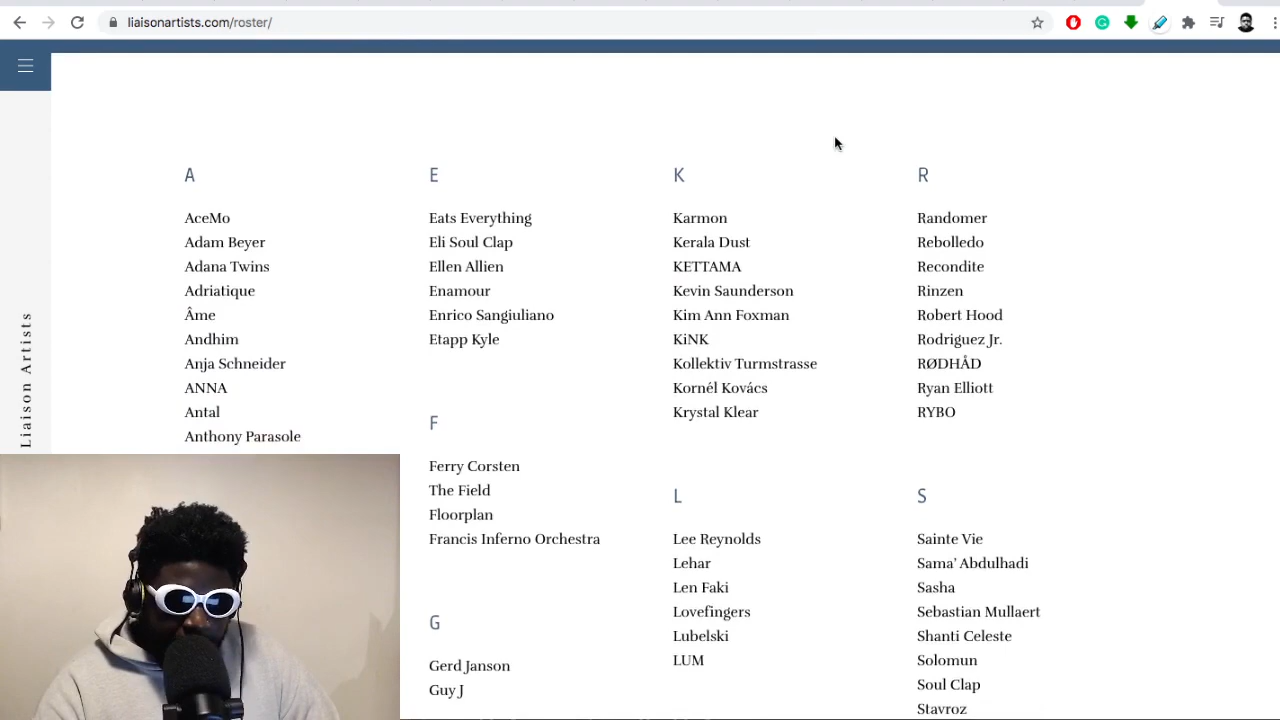 liaisonartists.com/roster/
Liaison Artists
A
AceMo
Adam Beyer
Adana Twins
Adriatique
Âme
Andhim
Anja Schneider
ANNA
Antal
Anthony Parasole
E
Eats Everything
Eli Soul Clap
Ellen Allien
Enamour
Enrico Sangiuliano
Etapp Kyle
F
Ferry Corsten
The Field
Floorplan
Francis Inferno Orchestra
G
Gerd Janson
Guy J
K
Karmon
Kerala Dust
KETTAMA
Kevin Saunderson
Kim Ann Foxman
KiNK
Kollektiv Turmstrasse
Kornél Kovács
Krystal Klear
L
Lee Reynolds
Lehar
Len Faki
Lovefingers
Lubelski
LUM
R
Randomer
Rebolledo
Recondite
Rinzen
Robert Hood
Rodriguez Jr.
RØDHÅD
Ryan Elliott
RYBO
S
Sainte Vie
Sama' Abdulhadi
Sasha
Sebastian Mullaert
Shanti Celeste
Solomun
Soul Clap
Stavroz